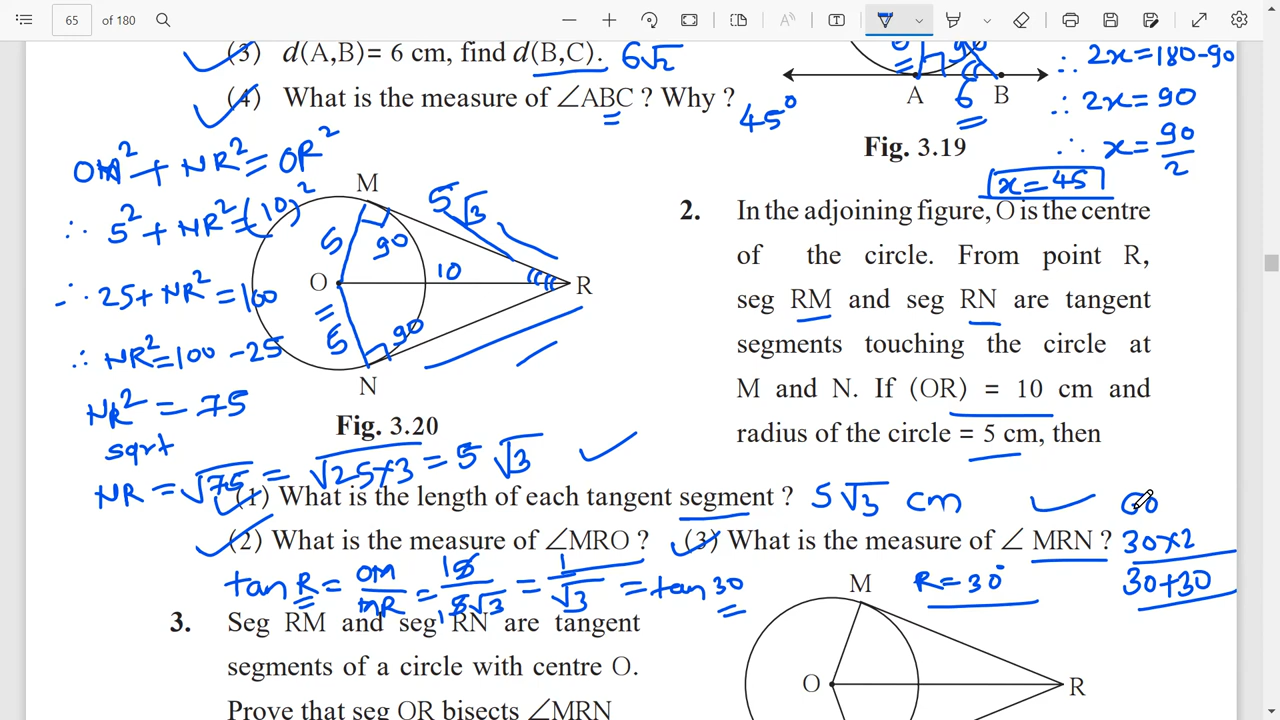 65 of 180
(3) d(A,B)= 6 cm, find d(B,C). 6√2
(4) What is the measure of ∠ABC ? Why ?
45°
A 6 B
Fig. 3.19
∴ 2x=180-90
∴ 2x=90
∴ x=90/2
x=45
OM²+NR²=OR²
∴ 5²+NR²=(10)²
∴ 25+NR²=100
∴ NR²=100-25
NR²=75
sqrt
NR=√75=√25×3=5√3
M
5√3
5 90
O 10 R
5 90
N
Fig. 3.20
2. In the adjoining figure, O is the centre
of the circle. From point R,
seg RM and seg RN are tangent
segments touching the circle at
M and N. If (OR) = 10 cm and
radius of the circle = 5 cm, then
(1) What is the length of each tangent segment ? 5√3 cm 60
(2) What is the measure of ∠MRO ? (3) What is the measure of ∠ MRN ? 30×2
tan R=OM/MR=15/15√3=1/√3=tan 30 R=30° 30+30
3. Seg RM and seg RN are tangent
segments of a circle with centre O.
Prove that seg OR bisects ∠MRN
M
O R